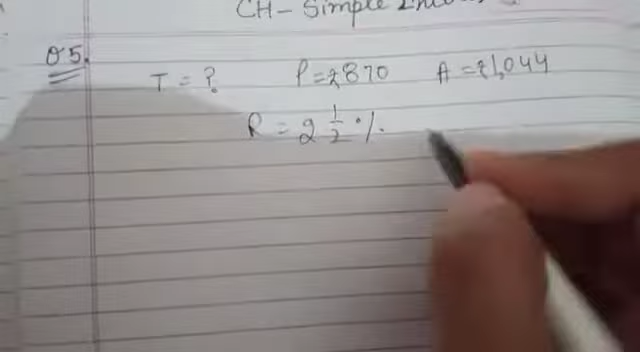 CH - Simple
Q5.
T = ? P = ₹870 A = ₹1,044
R = 2 1/2 %